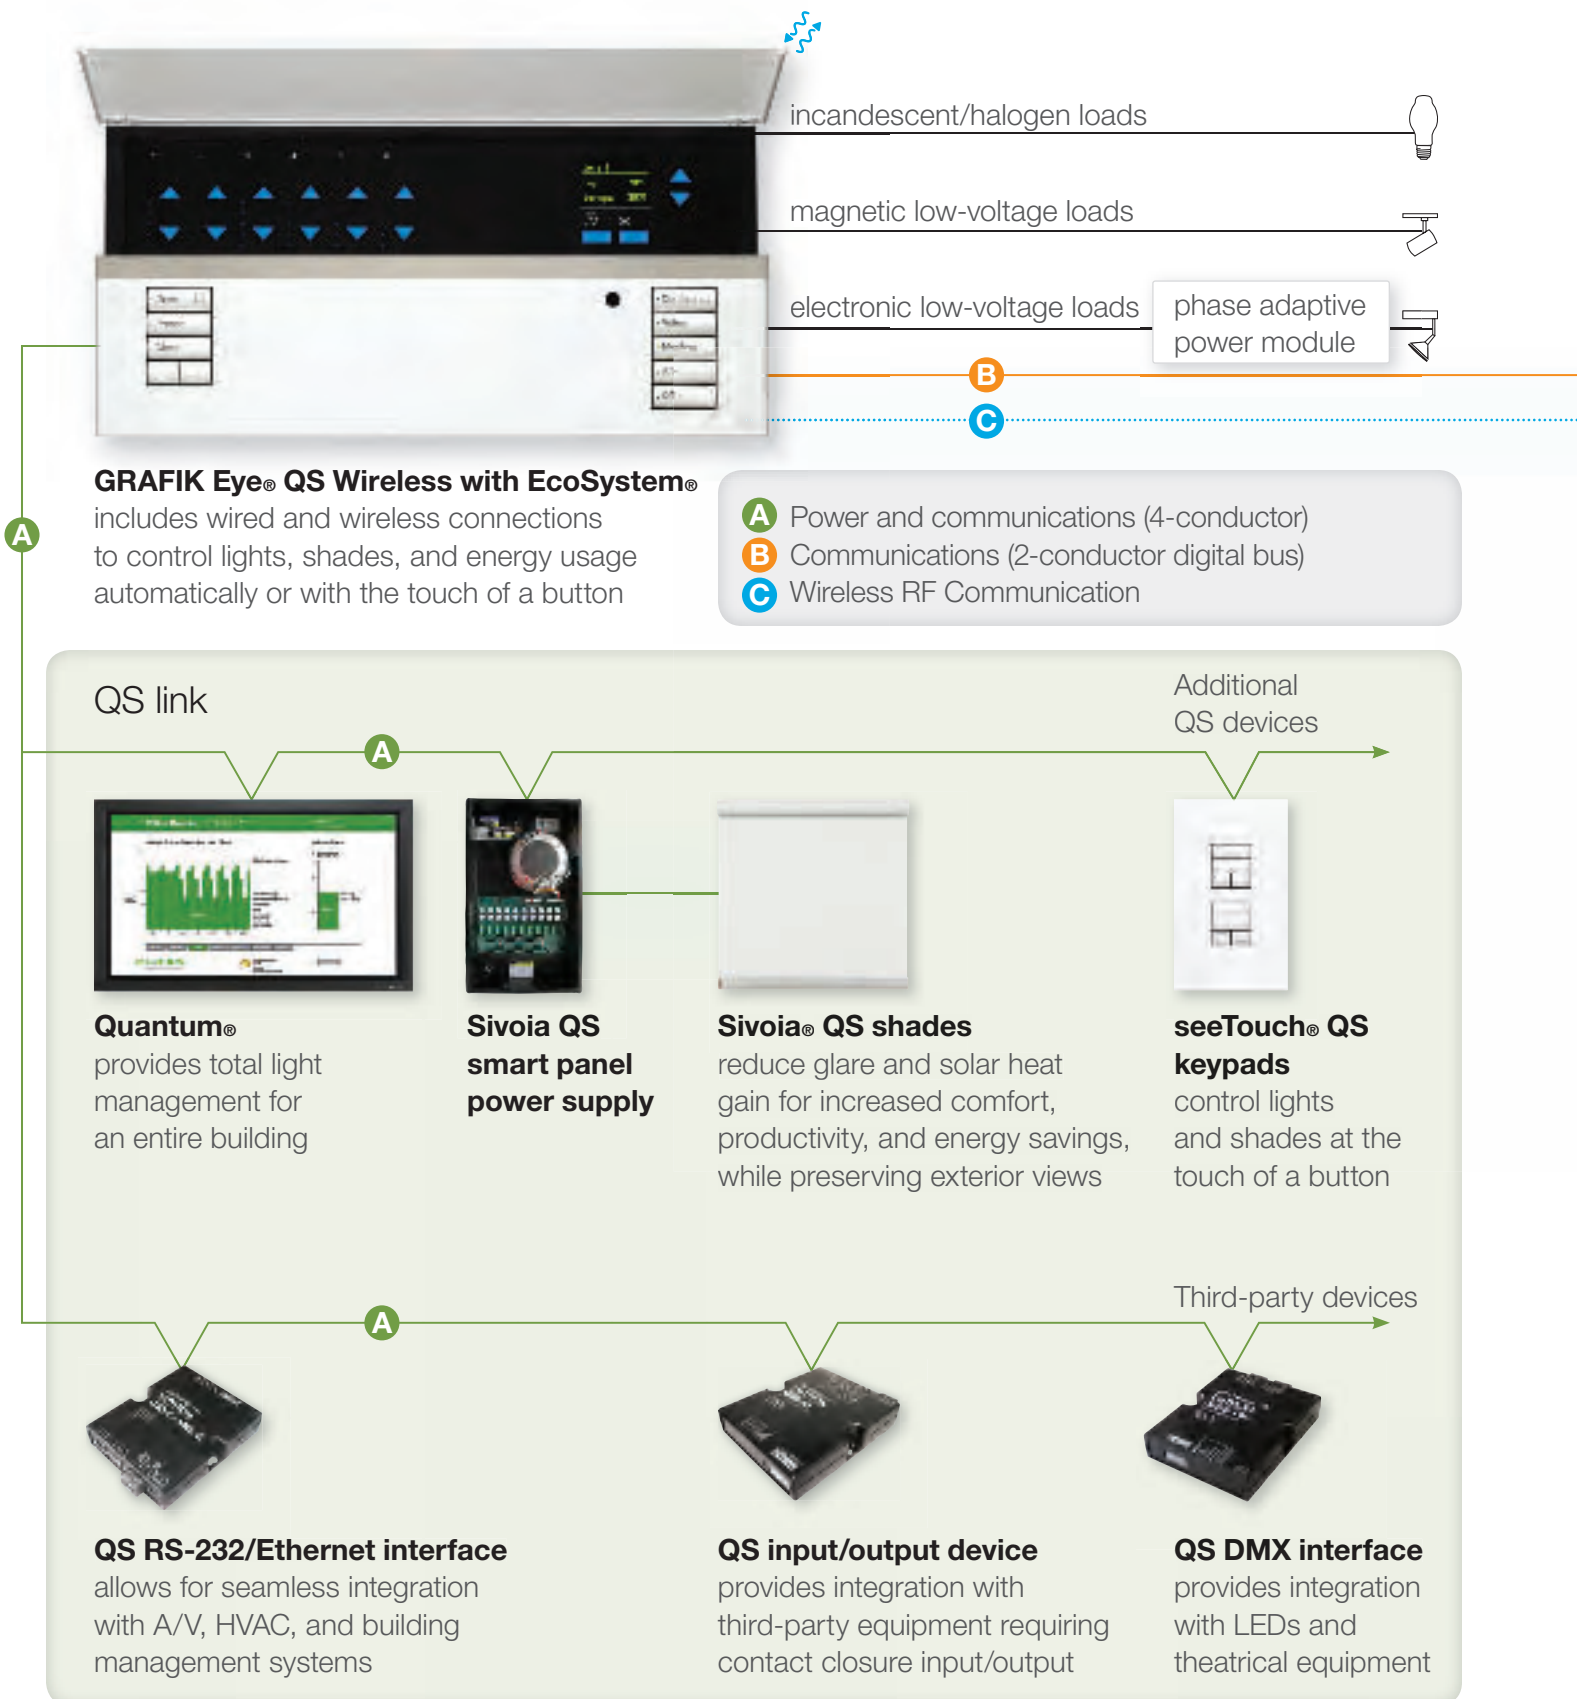 incandescent/halogen loads
magnetic low-voltage loads
electronic low-voltage loads
phase adaptive
power module
B
C
GRAFIK Eye® QS Wireless with EcoSystem®
includes wired and wireless connections
to control lights, shades, and energy usage
automatically or with the touch of a button
A
A Power and communications (4-conductor)
B Communications (2-conductor digital bus)
C Wireless RF Communication
QS link
Additional
QS devices
A
Quantum®
provides total light
management for
an entire building
Sivoia QS
smart panel
power supply
Sivoia® QS shades
reduce glare and solar heat
gain for increased comfort,
productivity, and energy savings,
while preserving exterior views
seeTouch® QS
keypads
control lights
and shades at the
touch of a button
Third-party devices
A
QS RS-232/Ethernet interface
allows for seamless integration
with A/V, HVAC, and building
management systems
QS input/output device
provides integration with
third-party equipment requiring
contact closure input/output
QS DMX interface
provides integration
with LEDs and
theatrical equipment